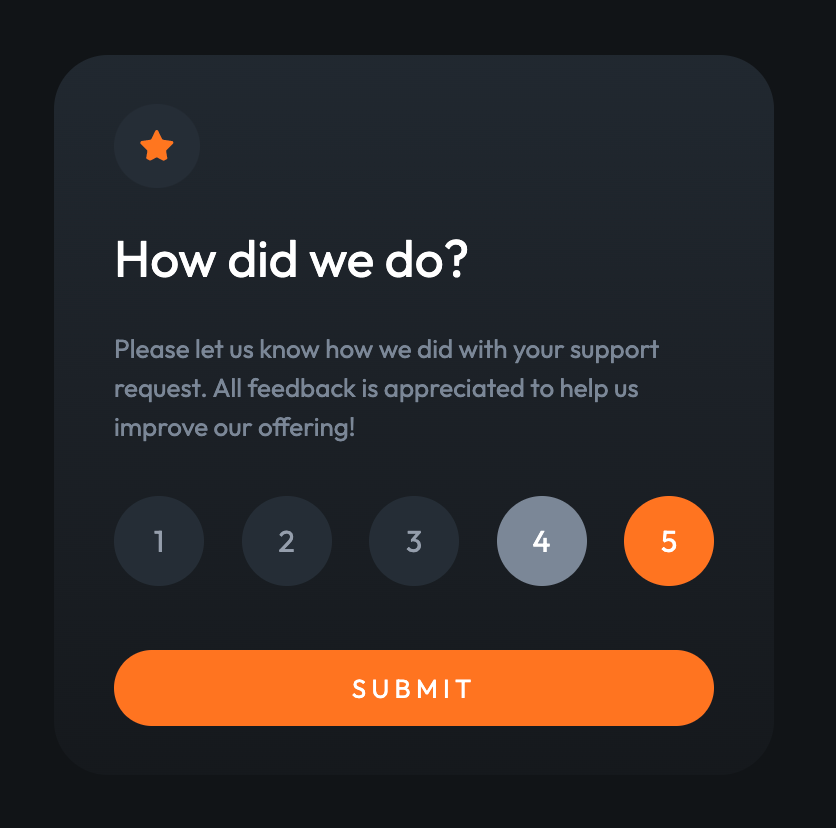 How did we do?
Please let us know how we did with your support
request. All feedback is appreciated to help us
improve our offering!
1 2 3 4 5
SUBMIT